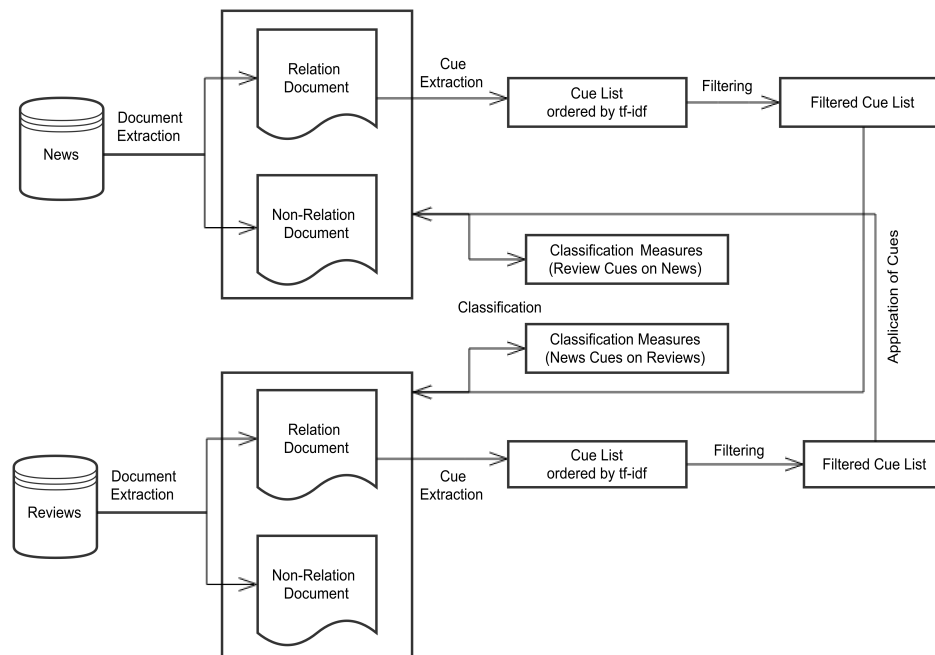 Relation
Document
Cue
Extraction
Cue List
ordered by tf-idf
Filtering
Filtered Cue List
Document
Extraction
News
Non-Relation
Document
Classification Measures
(Review Cues on News)
Application of Cues
Classification
Classification Measures
(News Cues on Reviews)
Relation
Document
Cue
Extraction
Cue List
ordered by tf-idf
Filtering
Filtered Cue List
Document
Extraction
Reviews
Non-Relation
Document